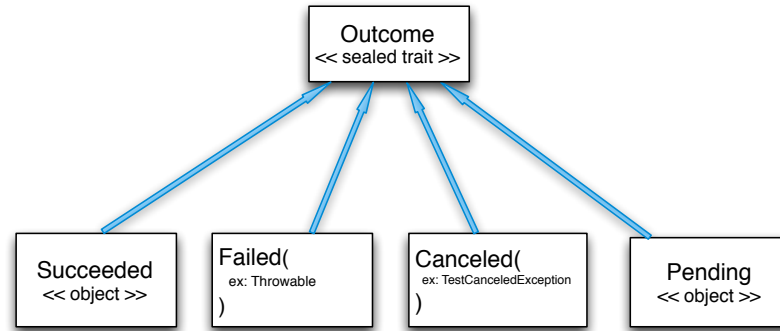 Outcome
<< sealed trait >>
Succeeded
<< object >>
Failed(
ex: Throwable
)
Canceled(
ex: TestCanceledException
)
Pending
<< object >>